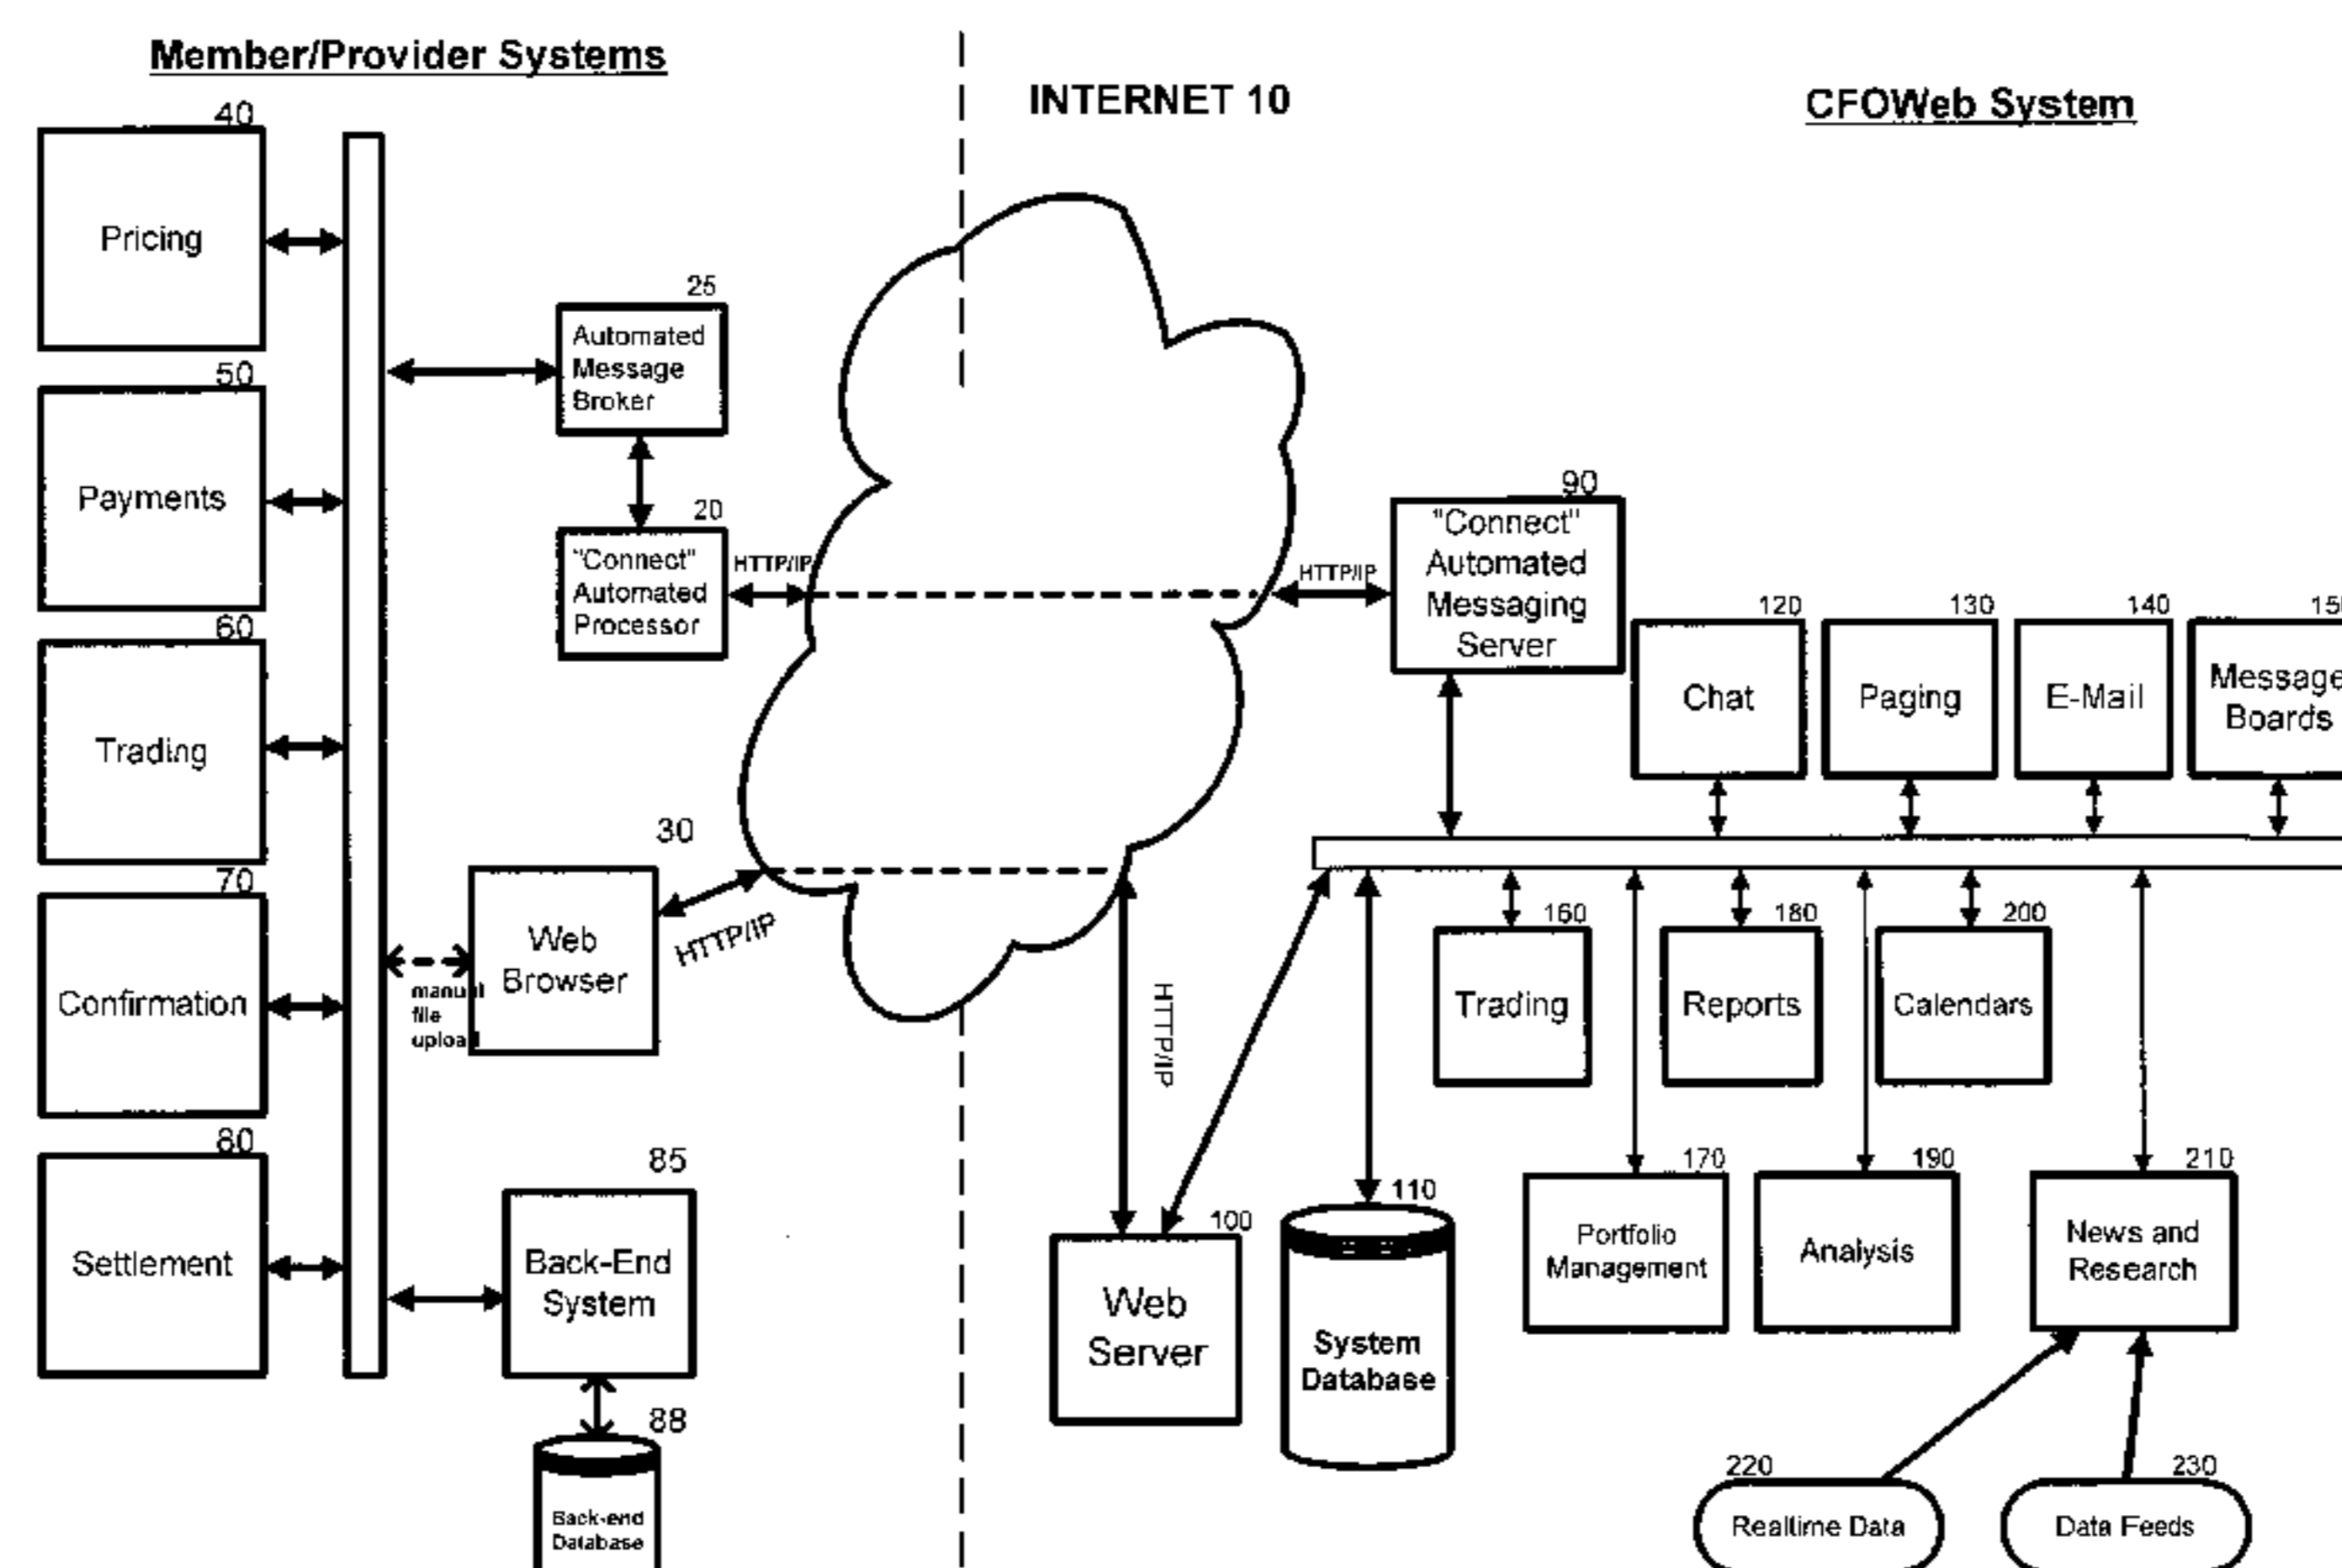 Member/Provider Systems
INTERNET 10
CFOWeb System
40
Pricing
50
Payments
60
Trading
70
Confirmation
80
Settlement
25
Automated
Message
Broker
20
"Connect"
Automated
Processor
HTTP/IP
30
Web
Browser
HTTP/IP
manual
file
upload
85
Back-End
System
88
Back-end
Database
HTTP/IP
90
"Connect"
Automated
Messaging
Server
120
Chat
130
Paging
140
E-Mail
150
Message
Boards
HTTP/IP
100
Web
Server
110
System
Database
160
Trading
180
Reports
200
Calendars
170
Portfolio
Management
190
Analysis
210
News and
Research
220
Realtime Data
230
Data Feeds